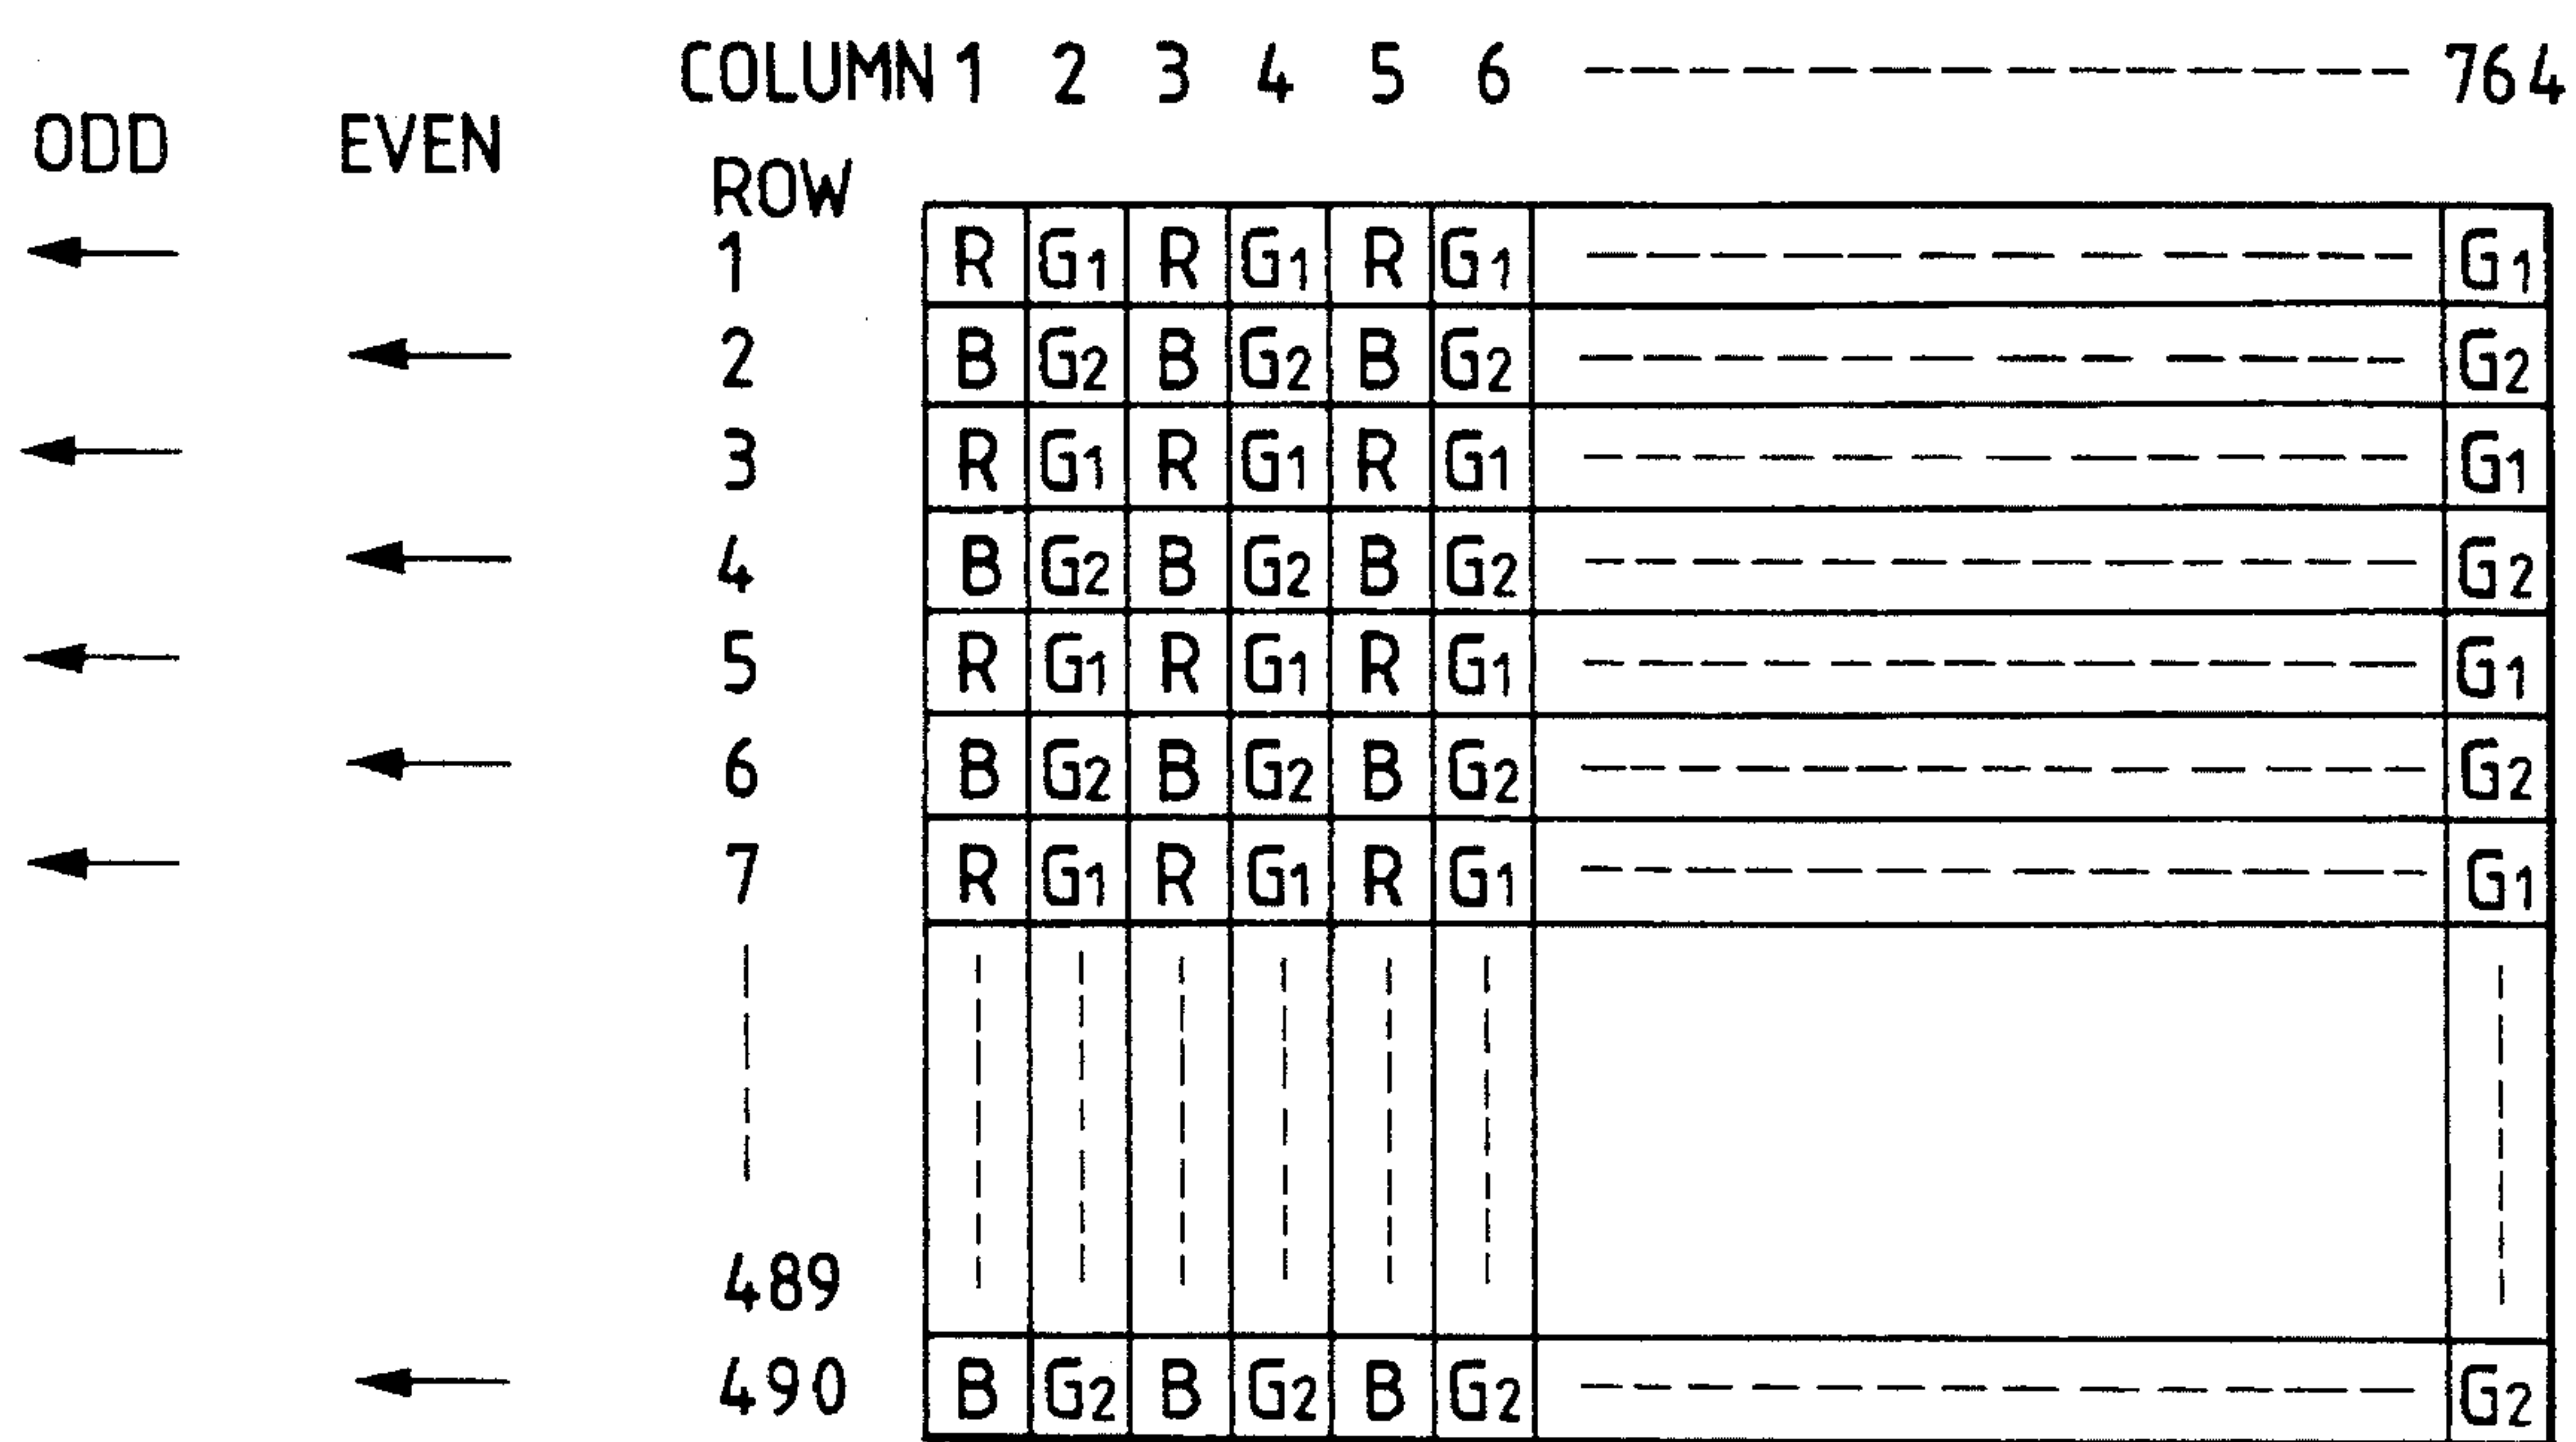 COLUMN 1 2 3 4 5 6 764
ODD EVEN
ROW
1 R G1 R G1 R G1 G1
2 B G2 B G2 B G2 G2
3 R G1 R G1 R G1 G1
4 B G2 B G2 B G2 G2
5 R G1 R G1 R G1 G1
6 B G2 B G2 B G2 G2
7 R G1 R G1 R G1 G1
489
490 B G2 B G2 B G2 G2